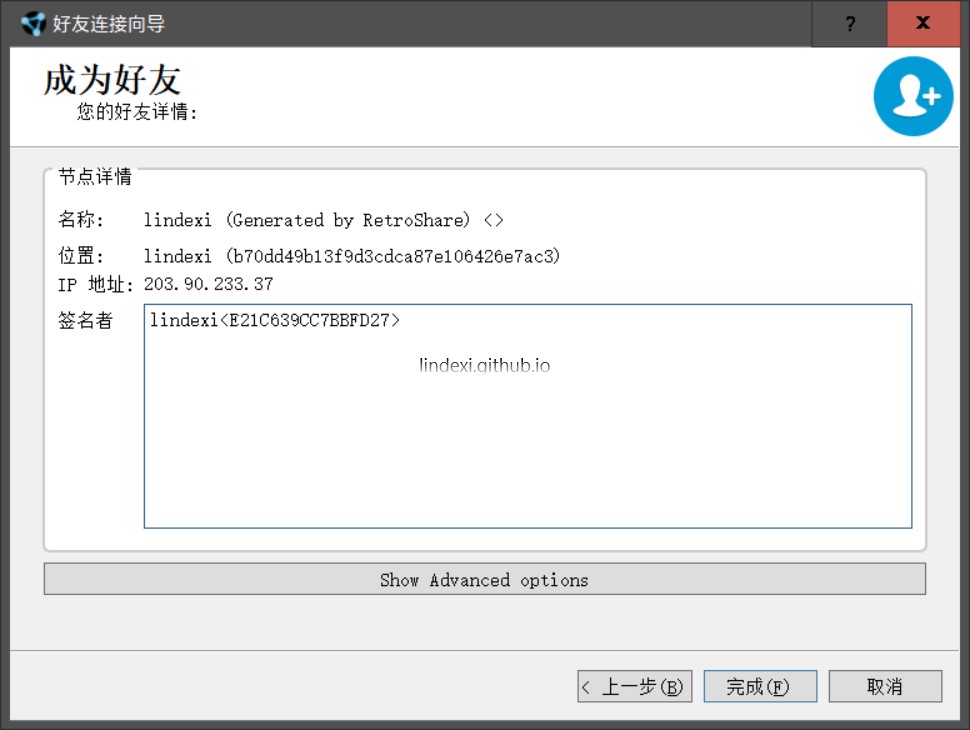 好友连接向导
?
x
成为好友
您的好友详情:
节点详情
名称: lindexi (Generated by RetroShare) <>
位置: lindexi (b70dd49b13f9d3cdca87e106426e7ac3)
IP 地址: 203.90.233.37
签名者 lindexi<E21C639CC7BBFD27>
lindexi.github.io
Show Advanced options
< 上一步(B) 完成(F) 取消